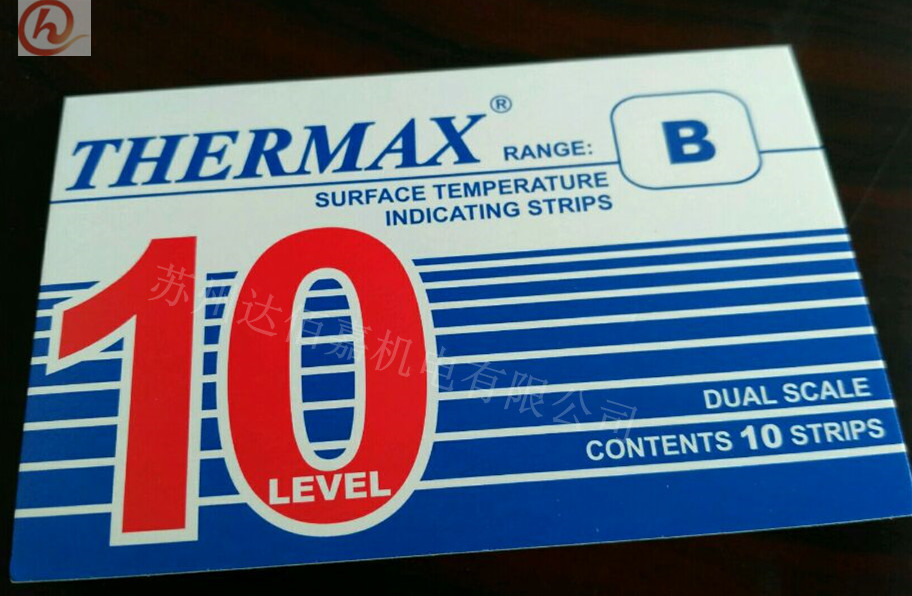 THERMAX®
RANGE: B
SURFACE TEMPERATURE
INDICATING STRIPS
10
LEVEL
苏州达佰嘉机电有限公司
DUAL SCALE
CONTENTS 10 STRIPS